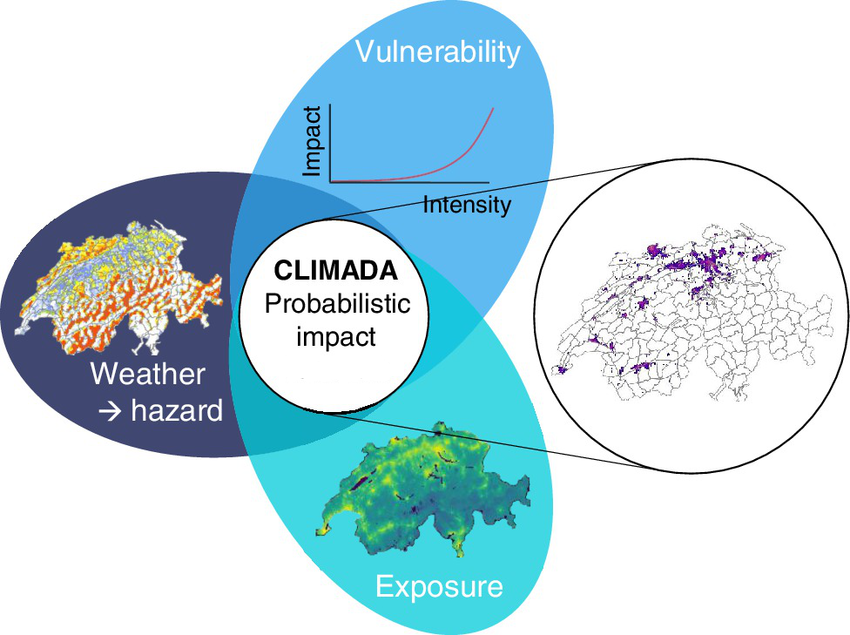 Vulnerability
Impact
Intensity
CLIMADA
Probabilistic
impact
Weather
→ hazard
Exposure